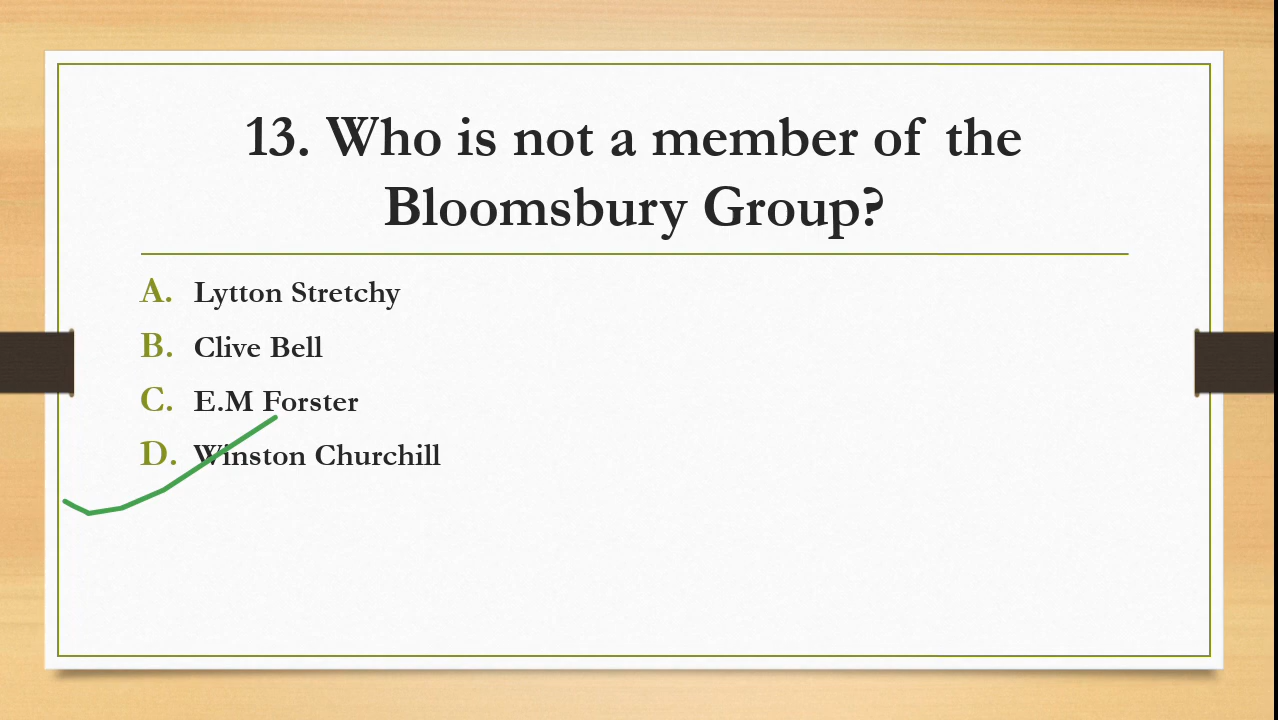 13. Who is not a member of the
Bloomsbury Group?
A. Lytton Stretchy
B. Clive Bell
C. E.M Forster
D. Winston Churchill